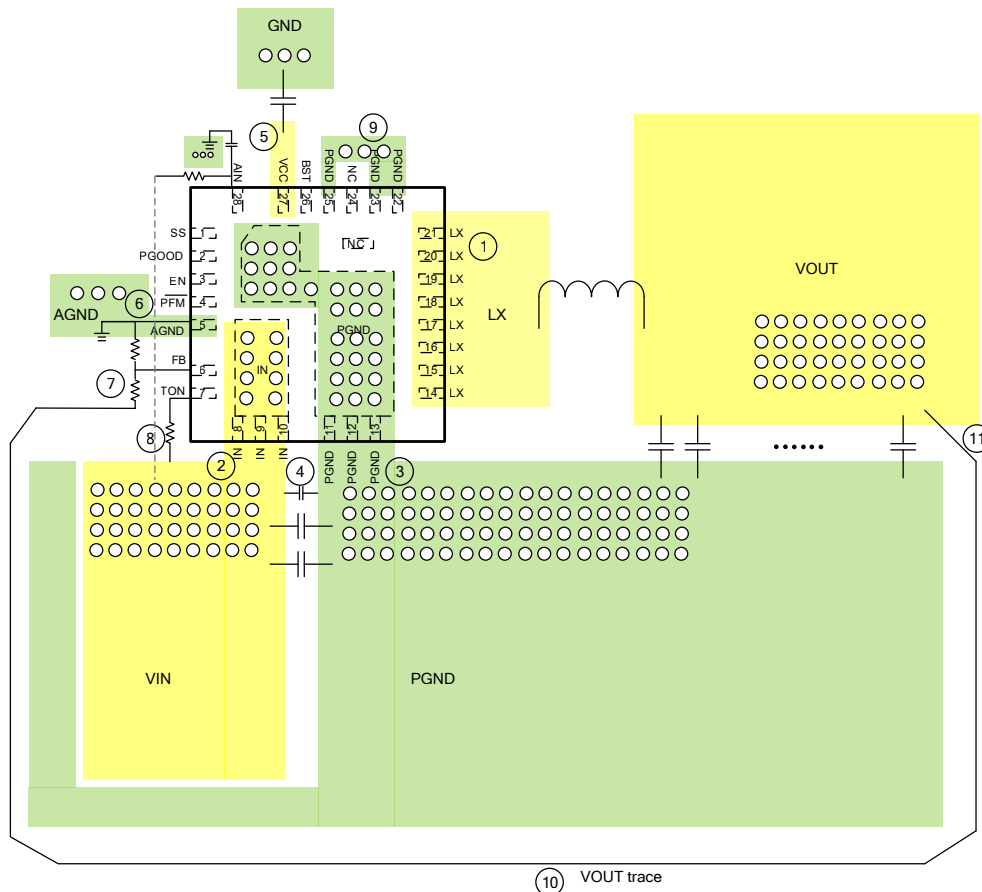 GND
5
9
AIN
28
VCC
27
BST
26
PGND
25
NC
24
PGND
23
PGND
22
SS 1
PGOOD 2
EN 3
PFM 4
AGND 5
FB 6
TON 7
6
AGND
7
8
NC
PGND
IN
21 LX
20 LX
19 LX
18 LX
17 LX
16 LX
15 LX
14 LX
1
LX
VOUT
IN 8
IN 9
IN 10
PGND 11
PGND 12
PGND 13
2
4
3
......
11
VIN
PGND
10 VOUT trace